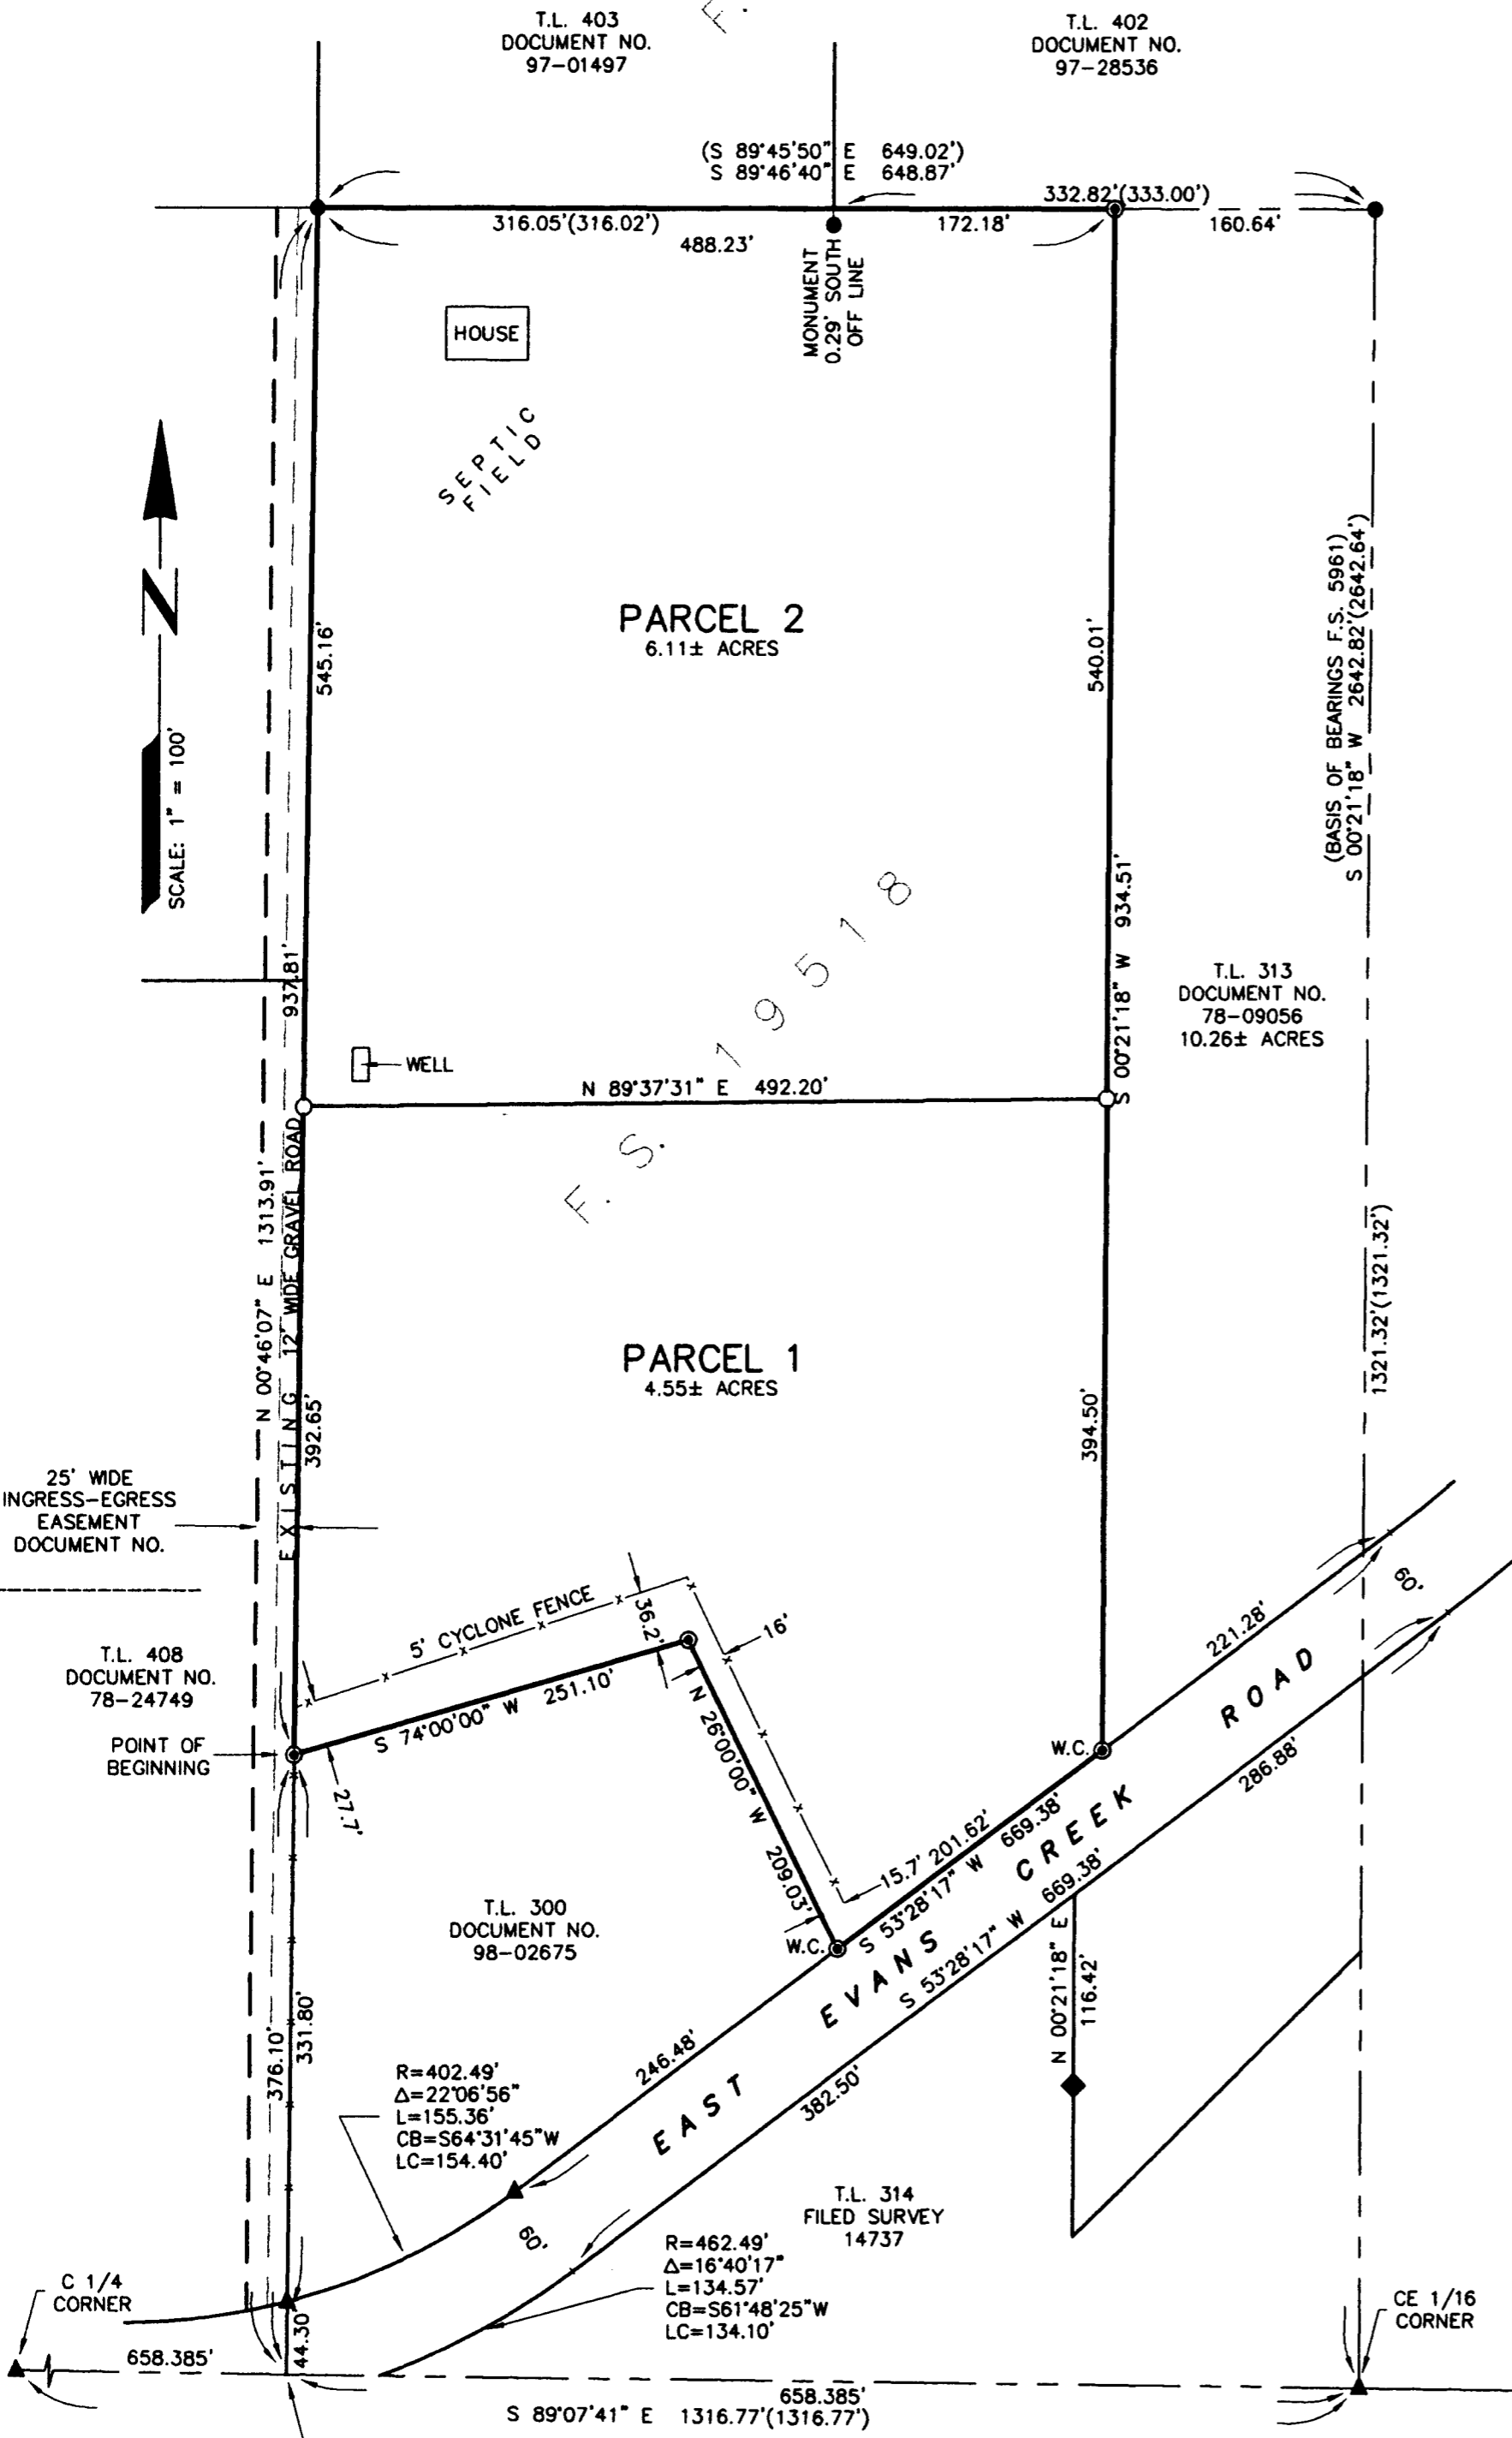 F.
T.L. 403
DOCUMENT NO.
97-01497
T.L. 402
DOCUMENT NO.
97-28536
(S 89°45'50" E 649.02')
S 89°46'40" E 648.87'
332.82'(333.00')
316.05'(316.02')
488.23'
172.18'
160.64'
MONUMENT
0.29' SOUTH
OFF LINE
HOUSE
SEPTIC
FIELD
N
SCALE: 1" = 100'
PARCEL 2
6.11± ACRES
545.16'
540.01'
(BASIS OF BEARINGS F.S. 5961)
S 00°21'18" W 2642.82'(2642.64')
937.81'
S 00°21'18" W 934.51'
T.L. 313
DOCUMENT NO.
78-09056
10.26± ACRES
WELL
N 89°37'31" E 492.20'
F.S. 19518
N 00°46'07" E 1313.91'
EXISTING 12' WIDE GRAVEL ROAD
1321.32'(1321.32')
PARCEL 1
4.55± ACRES
392.65'
394.50'
25' WIDE
INGRESS-EGRESS
EASEMENT
DOCUMENT NO.
5' CYCLONE FENCE
36.2'
16'
60'
221.28'
T.L. 408
DOCUMENT NO.
78-24749
S 74°00'00" W 251.10'
N 26°00'00" W 209.03'
POINT OF
BEGINNING
27.7'
W.C.
286.88'
15.7'
201.62'
S 53°28'17" W 669.38'
EAST EVANS CREEK ROAD
S 53°28'17" W 669.38'
W.C.
T.L. 300
DOCUMENT NO.
98-02675
N 00°21'18" E
116.42'
376.10'
331.80'
246.48'
382.50'
R=402.49'
Δ=22°06'56"
L=155.36'
CB=S64°31'45"W
LC=154.40'
60'
T.L. 314
FILED SURVEY
14737
R=462.49'
Δ=16°40'17"
L=134.57'
CB=S61°48'25"W
LC=134.10'
C 1/4
CORNER
CE 1/16
CORNER
44.30'
658.385'
658.385'
S 89°07'41" E 1316.77'(1316.77')